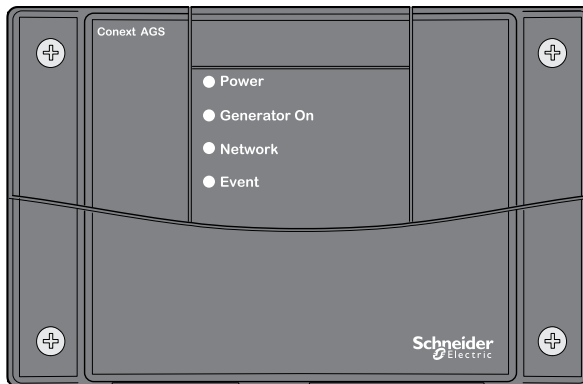 Conext AGS
Power
Generator On
Network
Event
Schneider
Electric